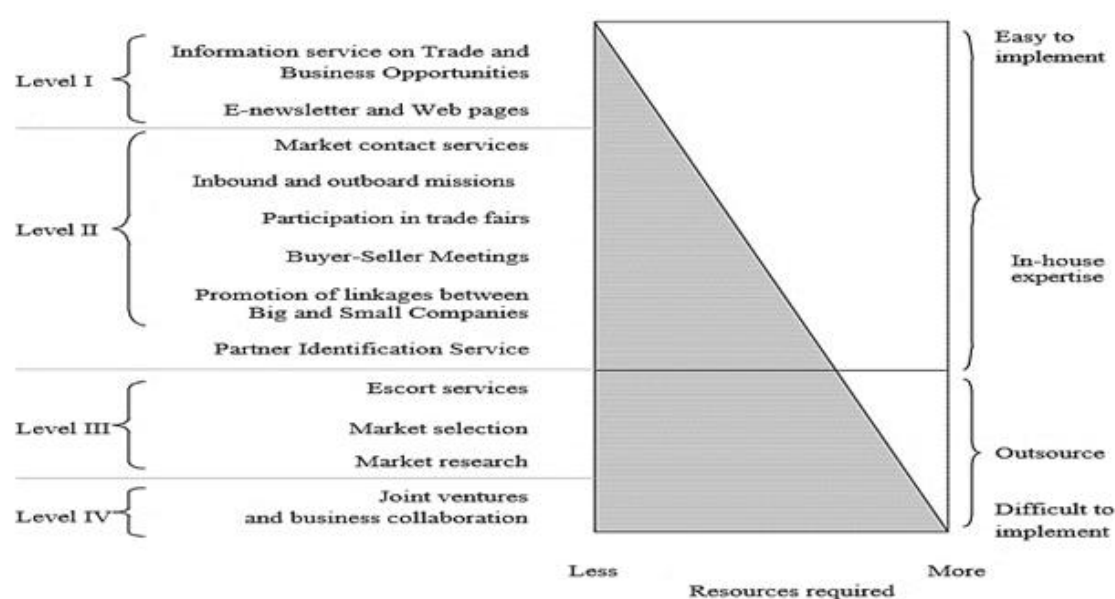 Level I
Information service on Trade and
Business Opportunities
E-newsletter and Web pages
Level II
Market contact services
Inbound and outboard missions
Participation in trade fairs
Buyer-Seller Meetings
Promotion of linkages between
Big and Small Companies
Partner Identification Service
Level III
Escort services
Market selection
Market research
Level IV
Joint ventures
and business collaboration
Easy to
implement
In-house
expertise
Outsource
Difficult to
implement
Less
More
Resources required